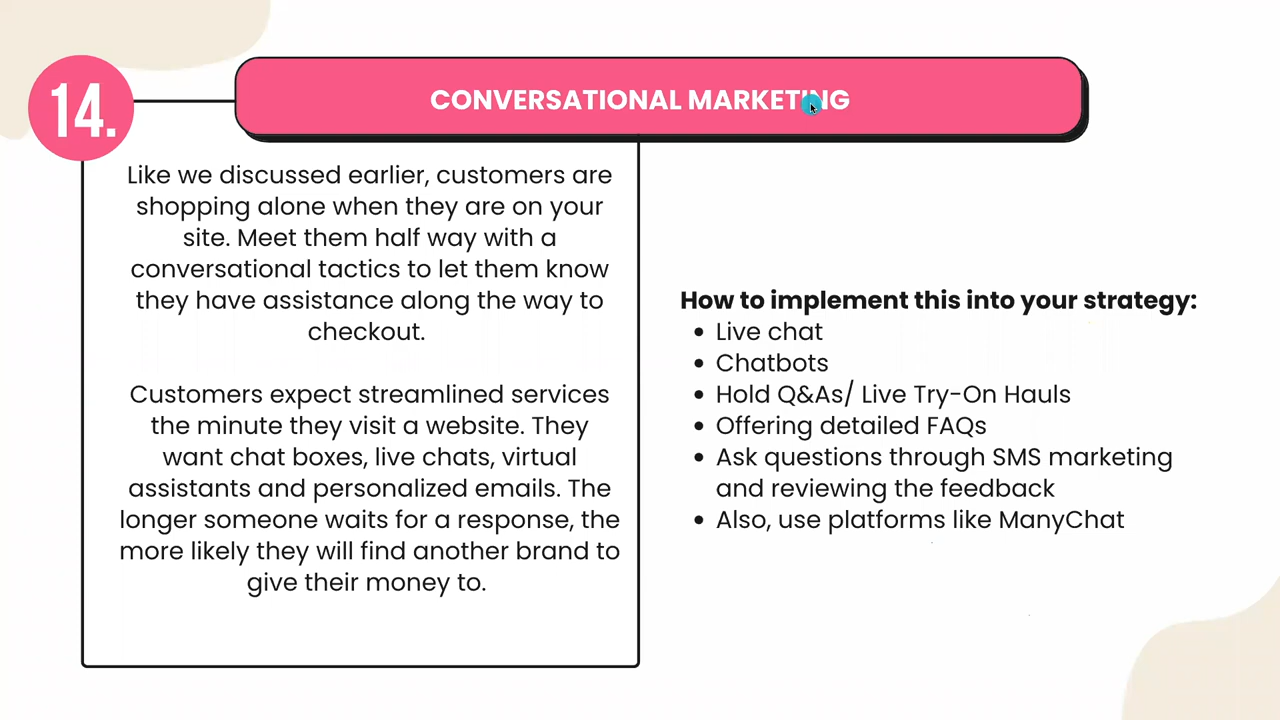 14.
CONVERSATIONAL MARKETING
Like we discussed earlier, customers are
shopping alone when they are on your
site. Meet them half way with a
conversational tactics to let them know
they have assistance along the way to
checkout.
Customers expect streamlined services
the minute they visit a website. They
want chat boxes, live chats, virtual
assistants and personalized emails. The
longer someone waits for a response, the
more likely they will find another brand to
give their money to.
How to implement this into your strategy:
• Live chat
• Chatbots
• Hold Q&As/ Live Try-On Hauls
• Offering detailed FAQs
• Ask questions through SMS marketing
and reviewing the feedback
• Also, use platforms like ManyChat